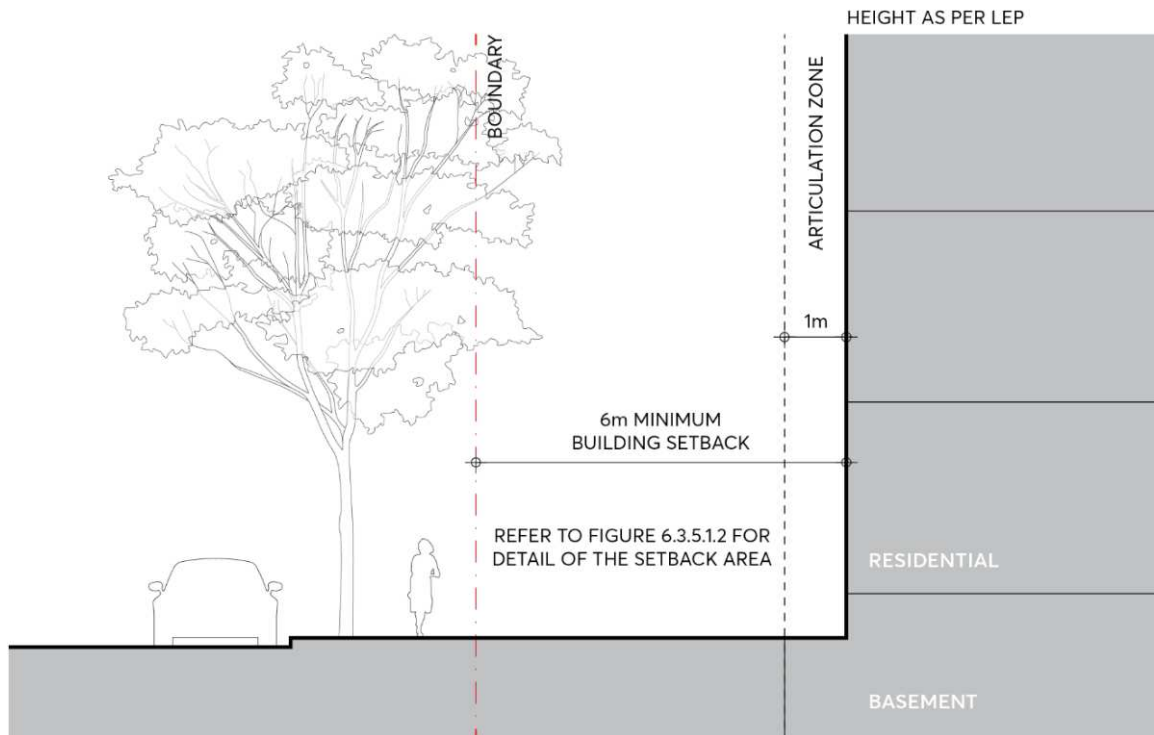 HEIGHT AS PER LEP
BOUNDARY
ARTICULATION ZONE
1m
6m MINIMUM
BUILDING SETBACK
REFER TO FIGURE 6.3.5.1.2 FOR
DETAIL OF THE SETBACK AREA
RESIDENTIAL
BASEMENT